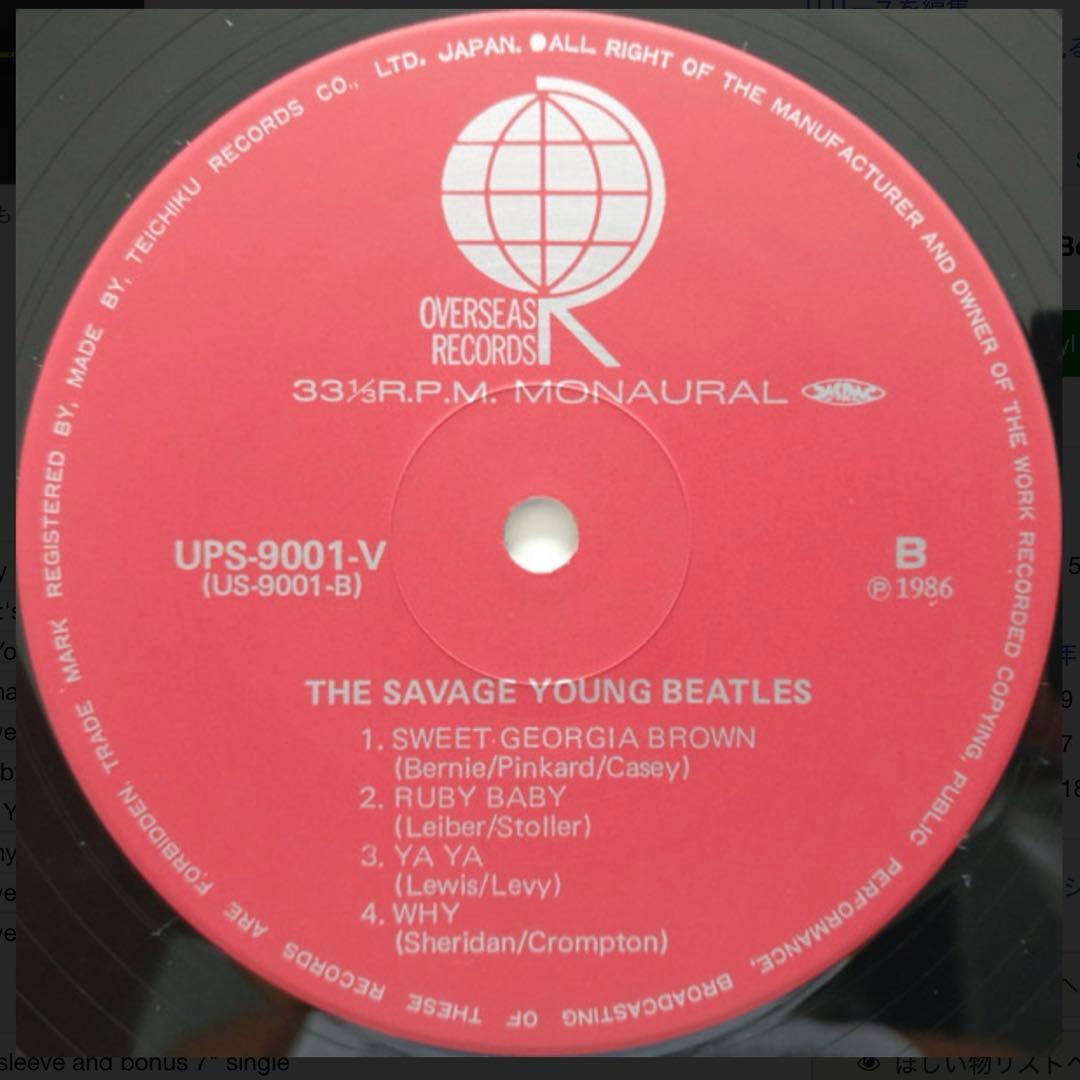 MARK REGISTERED BY, MADE BY, TEICHIKU RECORDS CO., LTD. JAPAN. ●ALL RIGHT OF THE MANUFACTURER AND OWNER OF THE WORK RECORDED COPYING, PUBLIC PERFORMANCE, BROADCASTING OF THESE RECORDS ARE FORBIDDEN, TRADE
OVERSEAS
RECORDS
33⅓R.P.M. MONAURAL JASRAC
UPS-9001-V
(US-9001-B)
B
Ⓟ 1986
THE SAVAGE YOUNG BEATLES
1. SWEET GEORGIA BROWN
(Bernie/Pinkard/Casey)
2. RUBY BABY
(Leiber/Stoller)
3. YA YA
(Lewis/Levy)
4. WHY
(Sheridan/Crompton)
sleeve and bonus 7" single
ほしい物リストへ